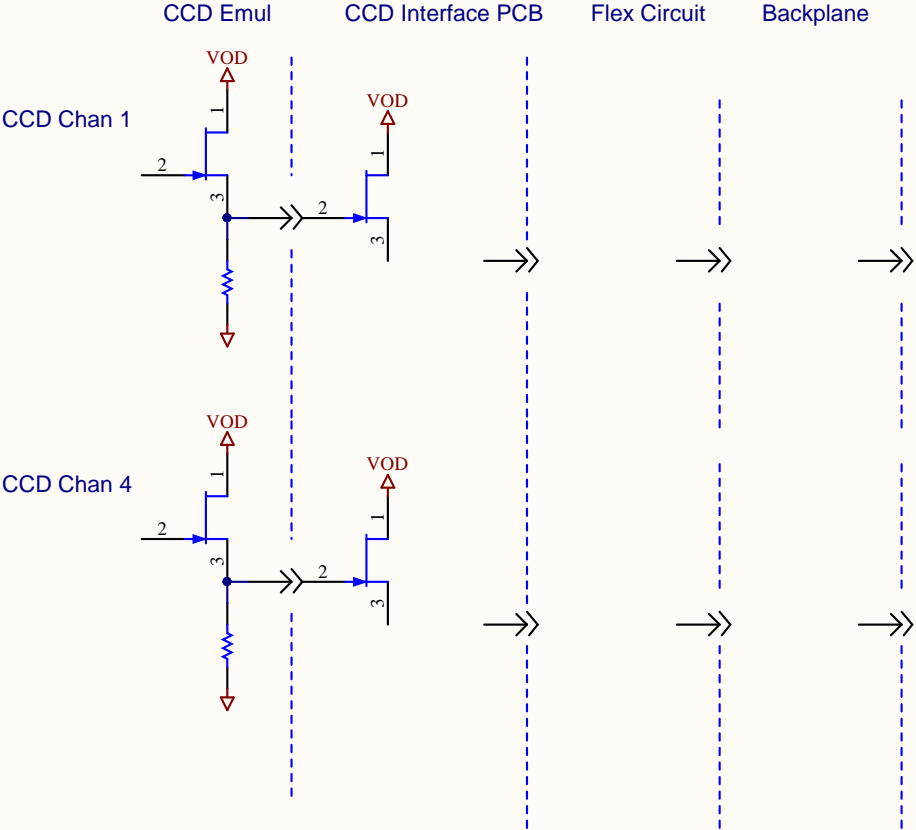 CCD Emul CCD Interface PCB Flex Circuit Backplane
VOD
VOD
CCD Chan 1
1
1
2
3
2
3
VOD
VOD
CCD Chan 4
1
1
2
3
2
3